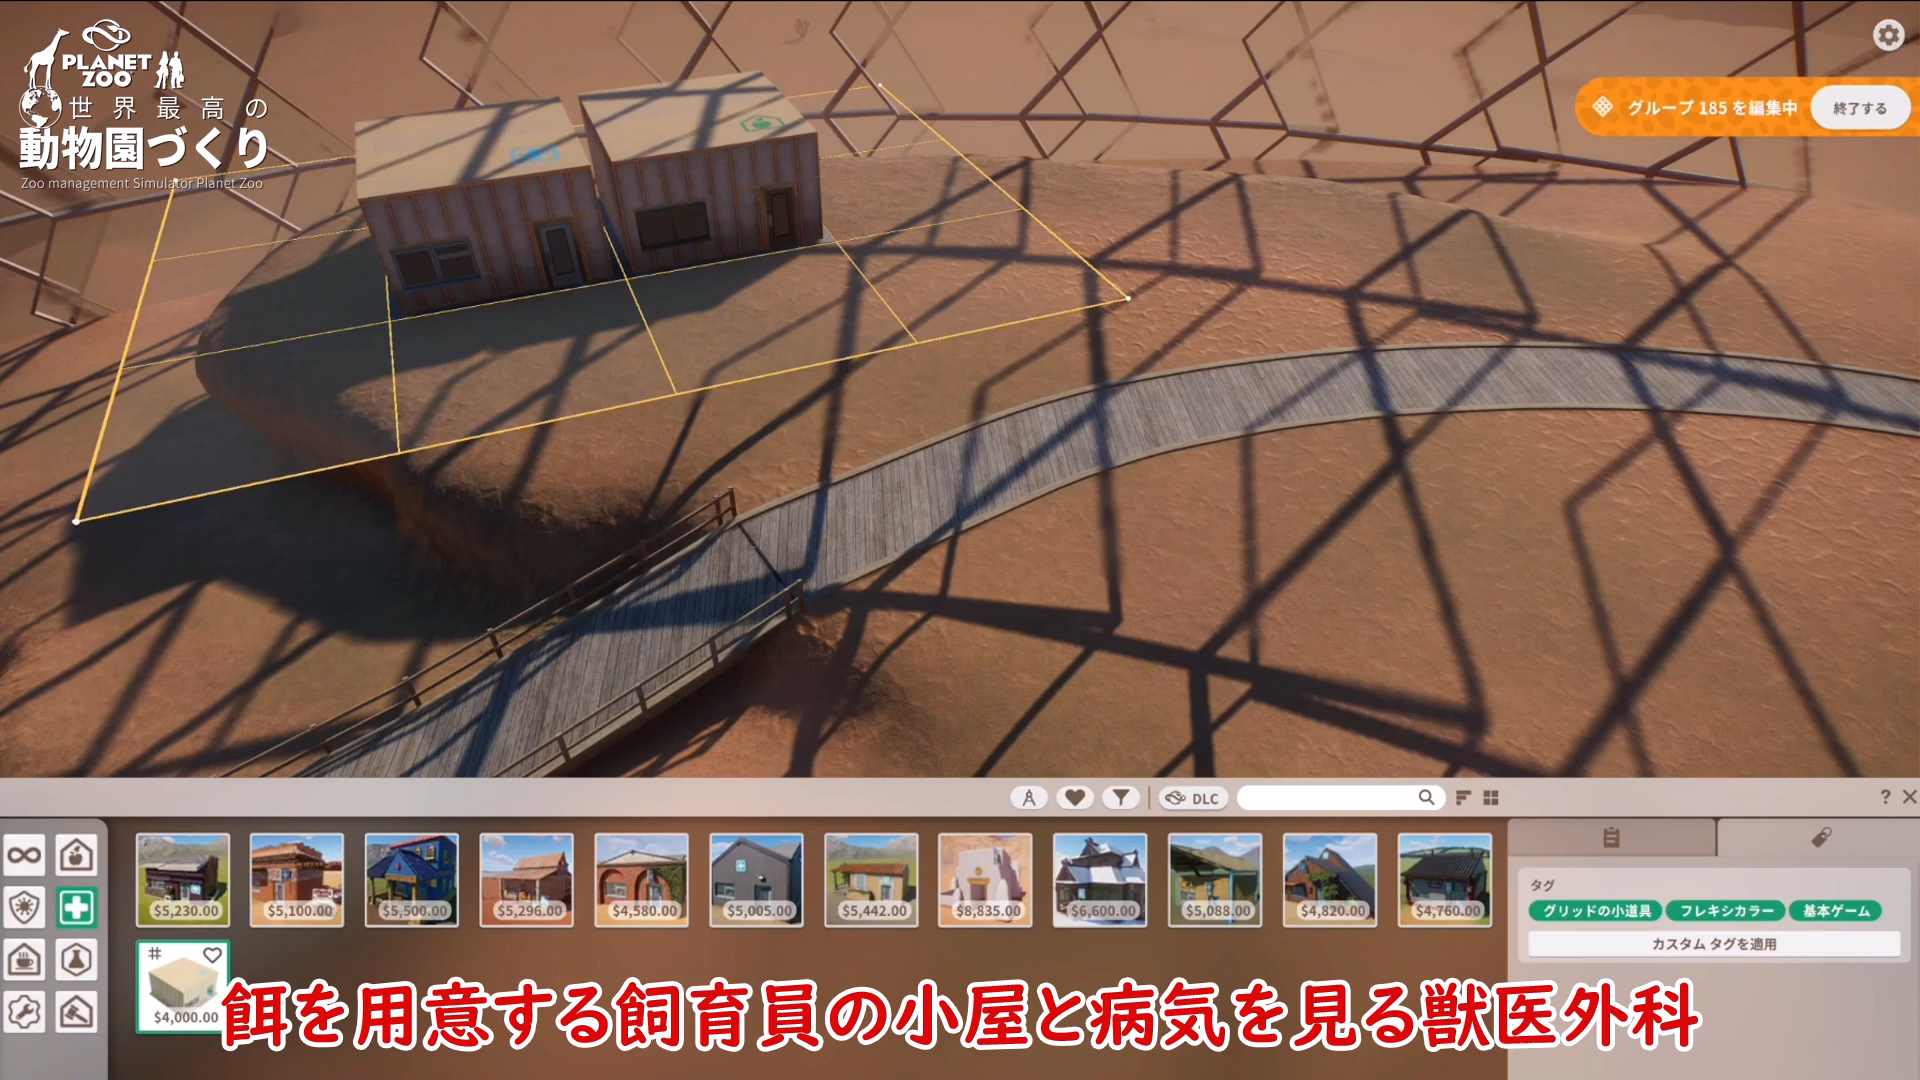 PLANET
ZOO
世界最高の
動物園づくり
Zoo management Simulator Planet Zoo
グループ 185 を編集中
終了する
DLC
?
$5,230.00
$5,100.00
$5,500.00
$5,296.00
$4,580.00
$5,005.00
$5,442.00
$8,835.00
$6,600.00
$5,088.00
$4,820.00
$4,760.00
$4,000.00
タグ
グリッドの小道具
フレキシカラー
基本ゲーム
カスタム タグを適用
餌を用意する飼育員の小屋と病気を見る獣医外科